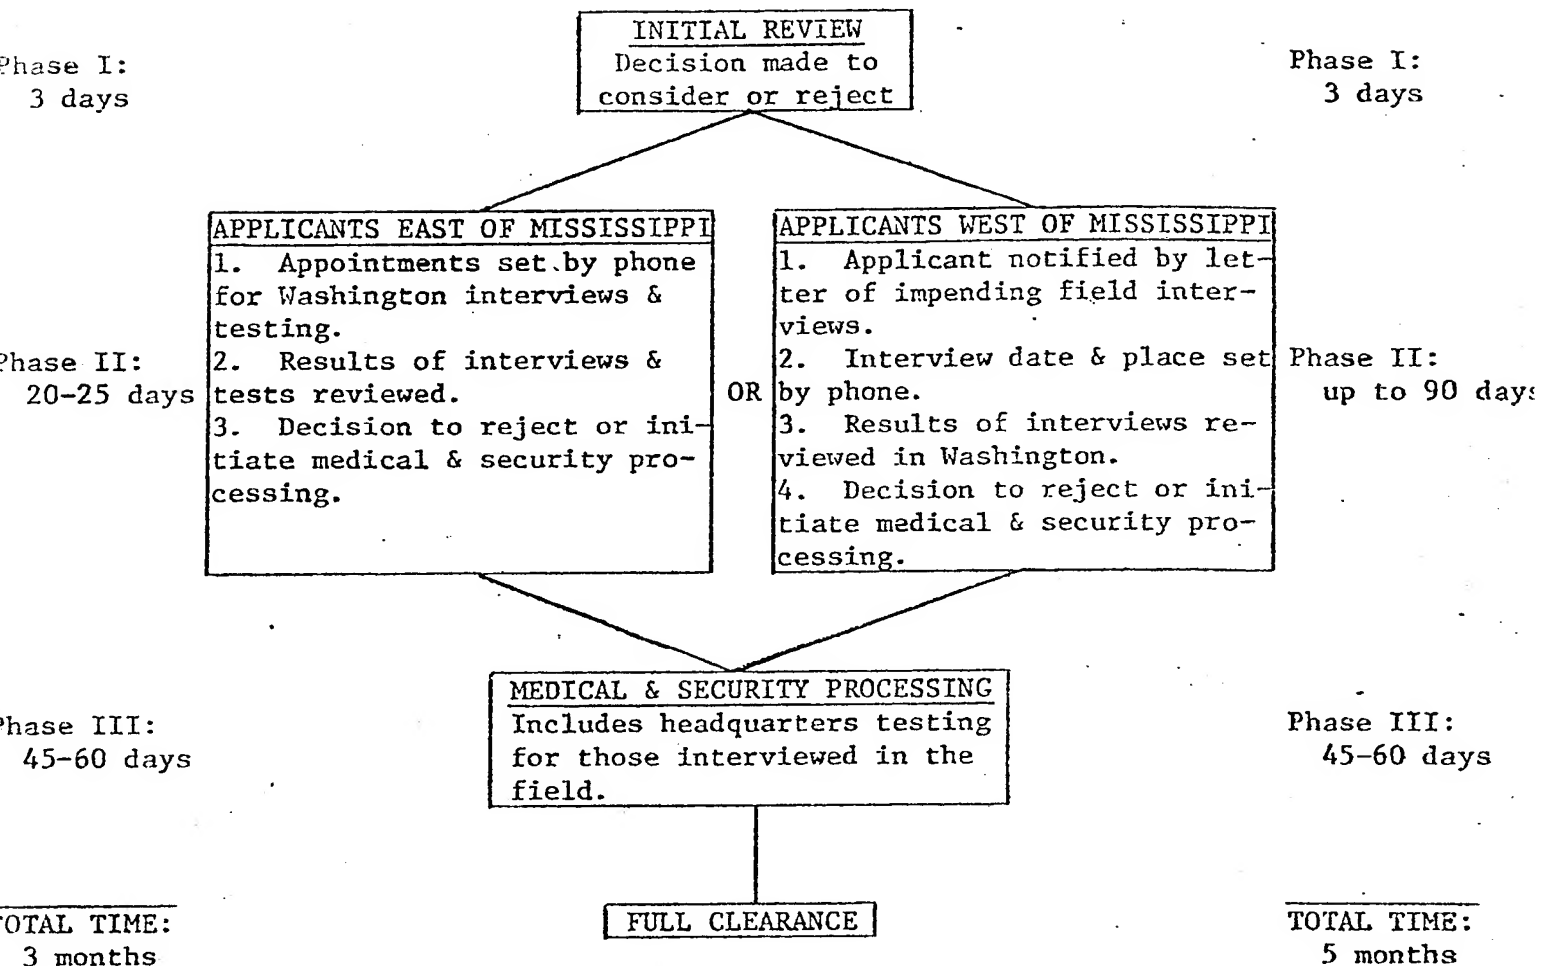 INITIAL REVIEW
Decision made to
consider or reject
Phase I:
3 days
Phase I:
3 days
APPLICANTS EAST OF MISSISSIPPI
1. Appointments set by phone
for Washington interviews &
testing.
2. Results of interviews &
tests reviewed.
3. Decision to reject or ini-
tiate medical & security pro-
cessing.
Phase II:
20-25 days
OR
APPLICANTS WEST OF MISSISSIPPI
1. Applicant notified by let-
ter of impending field inter-
views.
2. Interview date & place set
by phone.
3. Results of interviews re-
viewed in Washington.
4. Decision to reject or ini-
tiate medical & security pro-
cessing.
Phase II:
up to 90 days
MEDICAL & SECURITY PROCESSING
Includes headquarters testing
for those interviewed in the
field.
Phase III:
45-60 days
Phase III:
45-60 days
FULL CLEARANCE
TOTAL TIME:
3 months
TOTAL TIME:
5 months